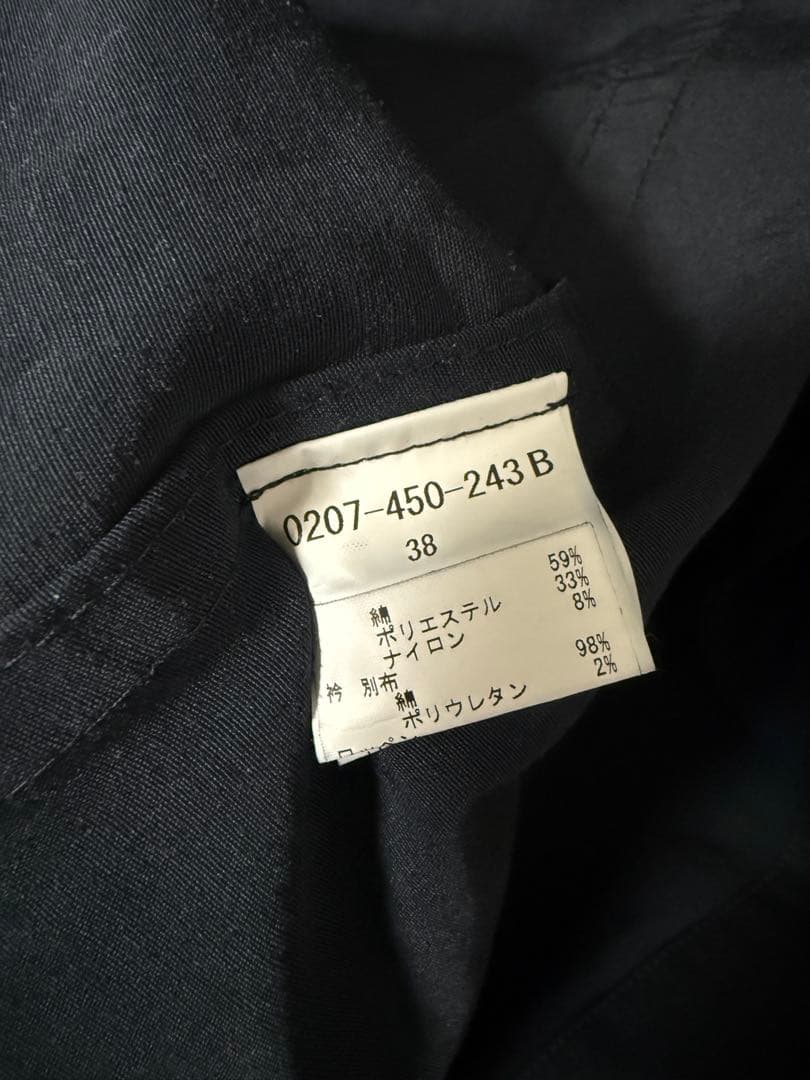 0207-450-243B
38
綿 59%
ポリエステル 33%
ナイロン 8%
衿 別布
綿 98%
ポリウレタン 2%